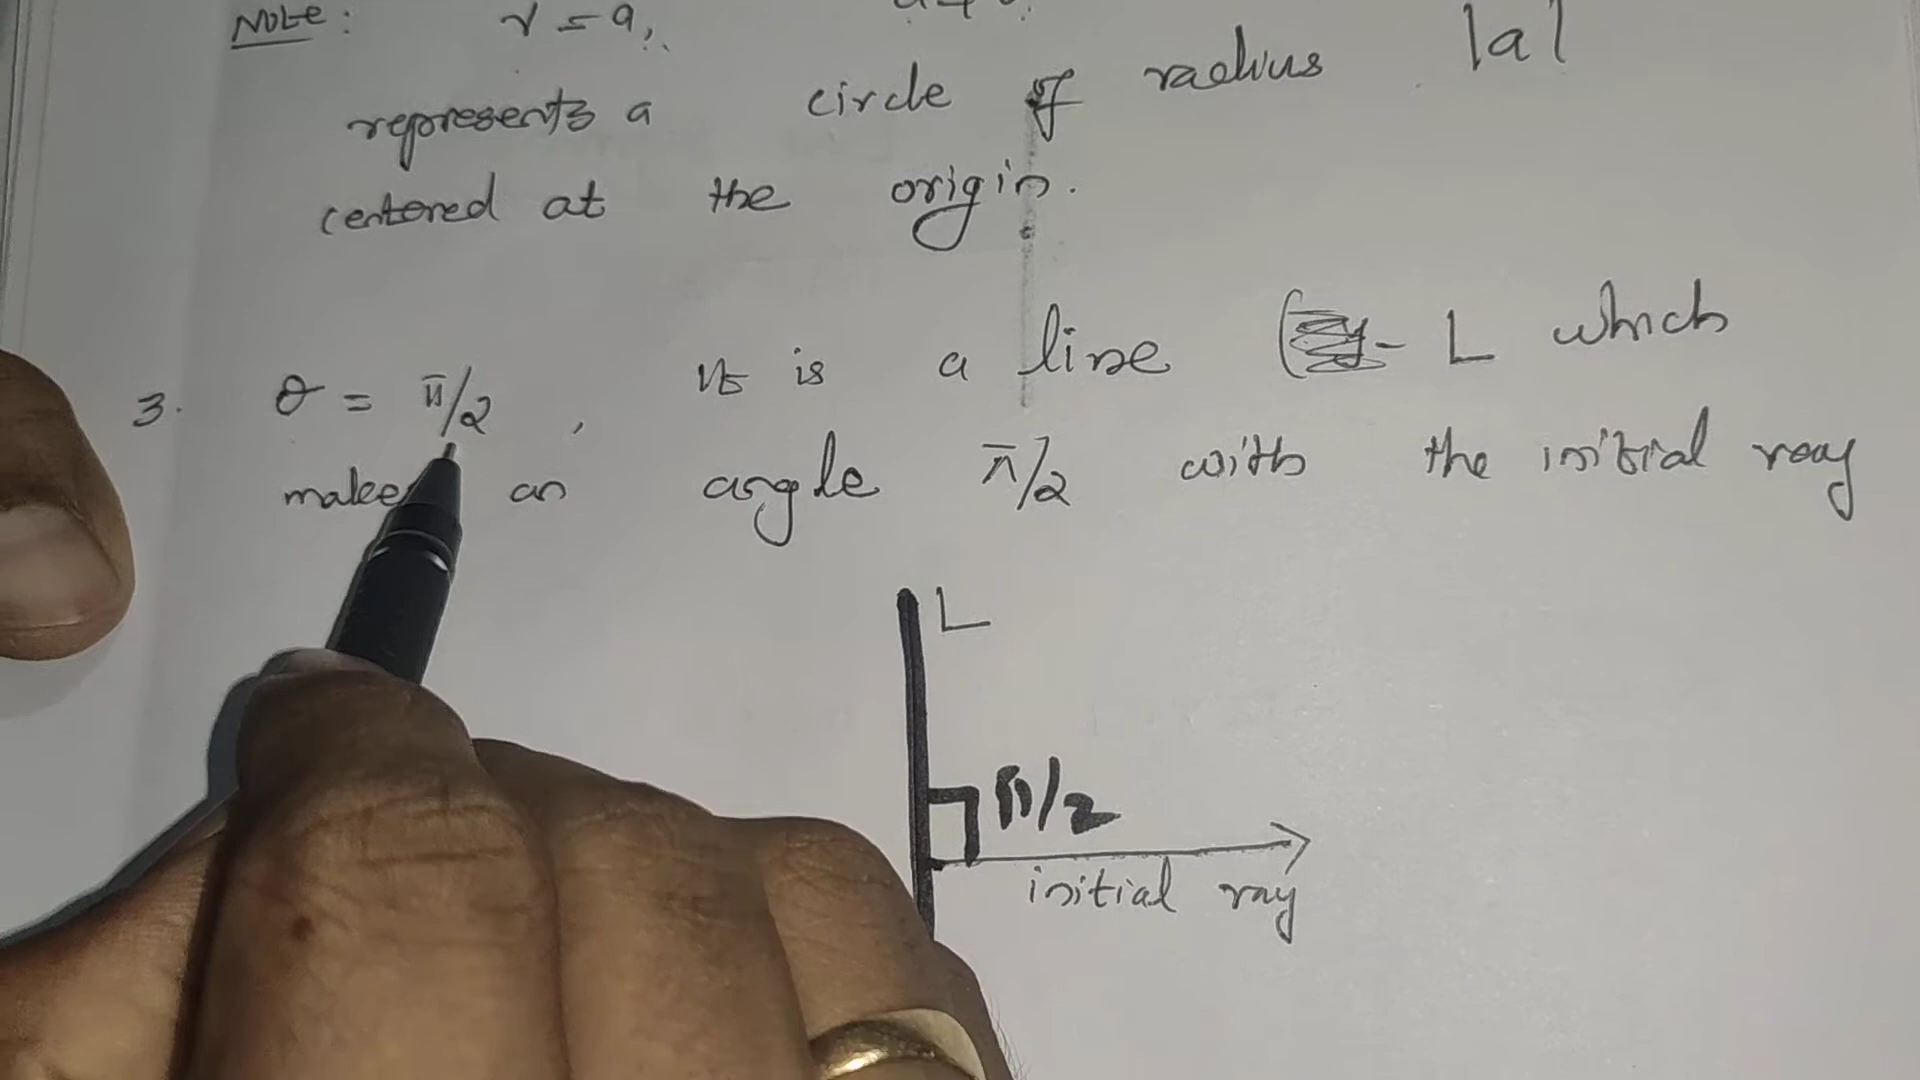 Note: r = a,
represents a circle of radius |a|
centered at the origin.
3. θ = π/2, it is a line L which
makes an angle π/2 with the initial ray
L
π/2
initial ray